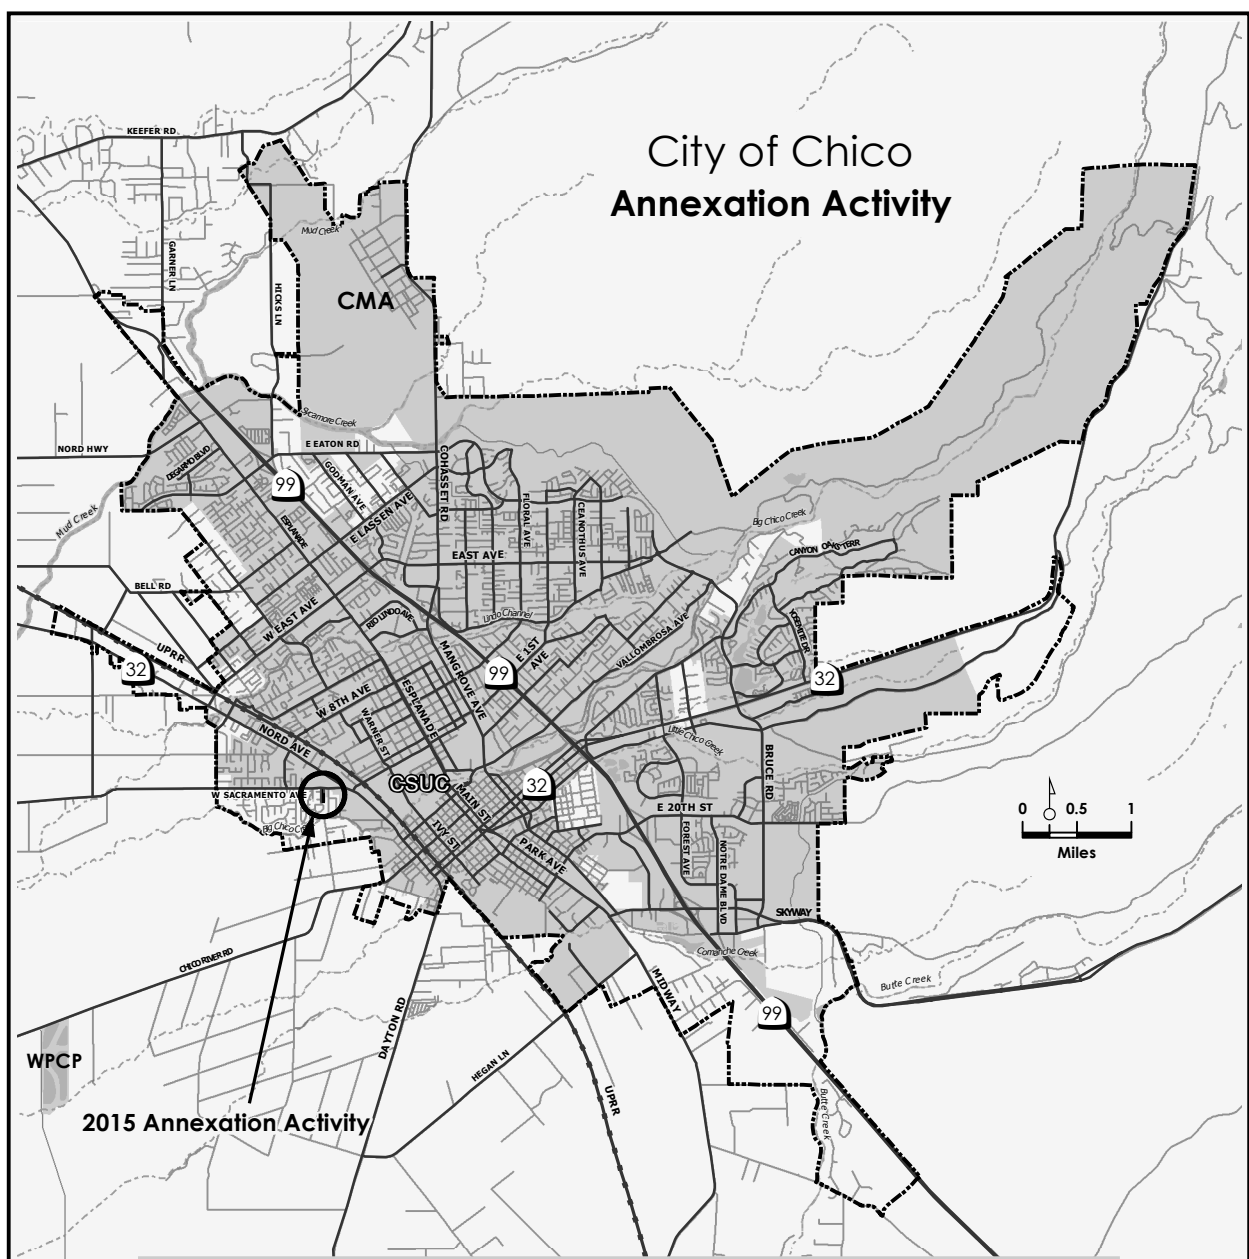 City of Chico
Annexation Activity
KEEFER RD
GARNER LN
HICKS LN
Mud Creek
CMA
Sycamore Creek
E EATON RD
NORD HWY
DEGARMO BLVD
99
GODMAN AVE
COHASSET RD
E LASSEN AVE
FLORAL AVE
CEANOTHUS AVE
Big Chico Creek
CANYON OAKS TERR
Mud Creek
ESPLANADE
EAST AVE
BELL RD
W EAST AVE
RIO LINDO AVE
Lindo Channel
YOSEMITE DR
UPRR
32
MANGROVE AVE
E 1ST AVE
VALLOMBROSA AVE
99
32
W 8TH AVE
ESPLANADE
WARNER ST
NORD AVE
Little Chico Creek
BRUCE RD
CSUC
32
W SACRAMENTO AVE
MAIN ST
E 20TH ST
0 0.5 1
Miles
IVY ST
PARK AVE
FOREST AVE
NOTRE DAME BLVD
SKYWAY
CHICO RIVER RD
Comanche Creek
MIDWAY
Butte Creek
99
DAYTON RD
HEGAN LN
WPCP
UPRR
Butte Creek
2015 Annexation Activity